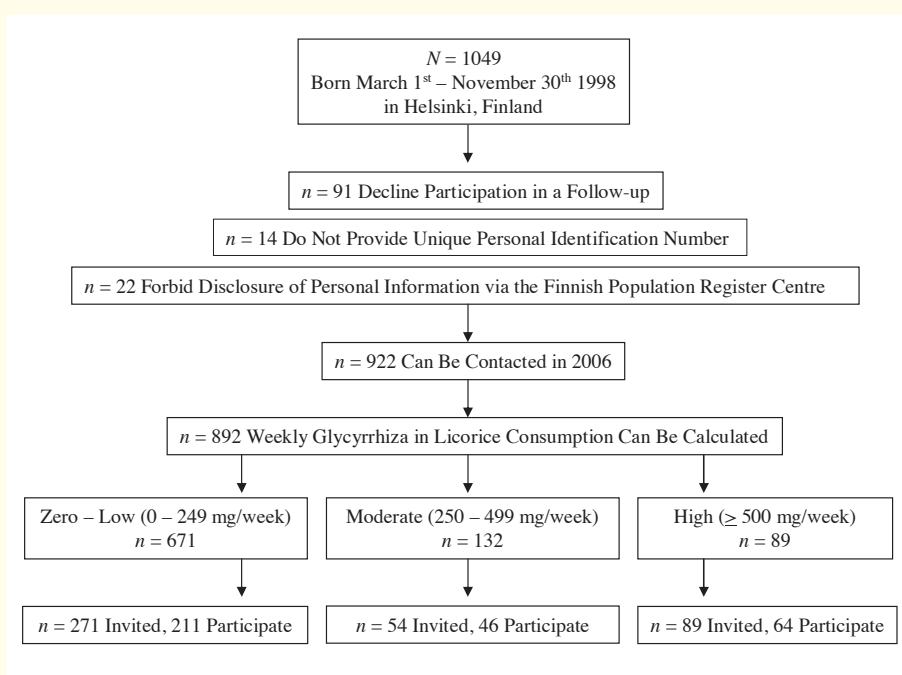 N = 1049
Born March 1st – November 30th 1998
in Helsinki, Finland
n = 91 Decline Participation in a Follow-up
n = 14 Do Not Provide Unique Personal Identification Number
n = 22 Forbid Disclosure of Personal Information via the Finnish Population Register Centre
n = 922 Can Be Contacted in 2006
n = 892 Weekly Glycyrrhiza in Licorice Consumption Can Be Calculated
Zero – Low (0 – 249 mg/week)
n = 671
Moderate (250 – 499 mg/week)
n = 132
High (≥ 500 mg/week)
n = 89
n = 271 Invited, 211 Participate
n = 54 Invited, 46 Participate
n = 89 Invited, 64 Participate